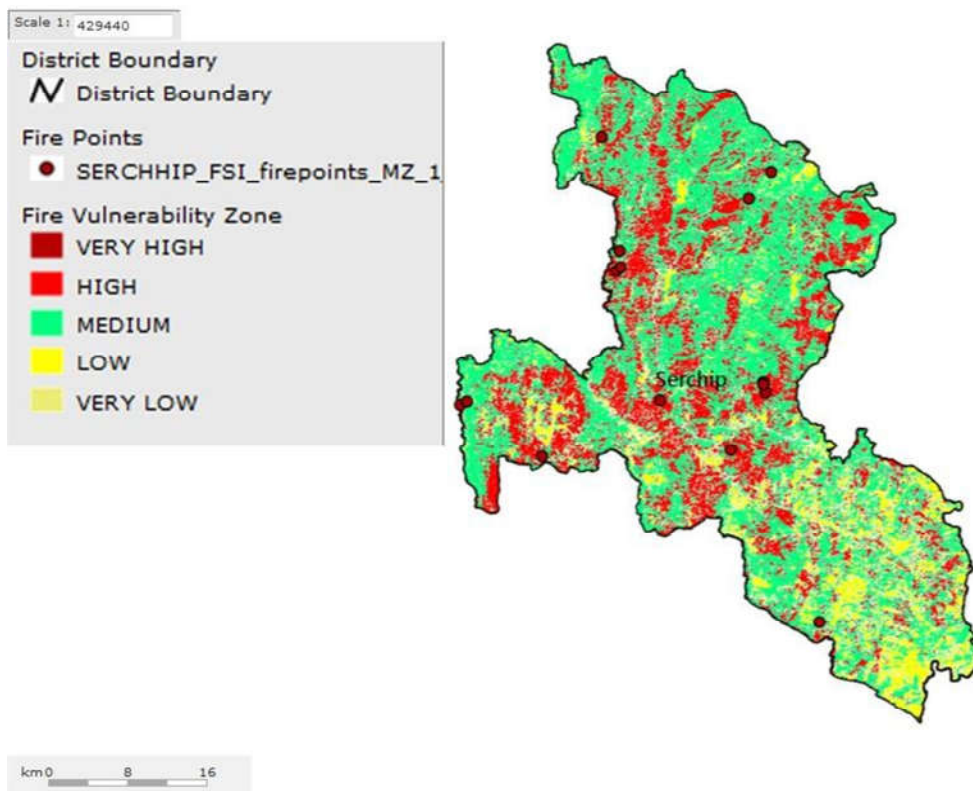 Scale 1: 429440
District Boundary
District Boundary
Fire Points
SERCHHIP_FSI_firepoints_MZ_1_
Fire Vulnerability Zone
VERY HIGH
HIGH
MEDIUM
LOW
VERY LOW
Serchip
km 0 8 16